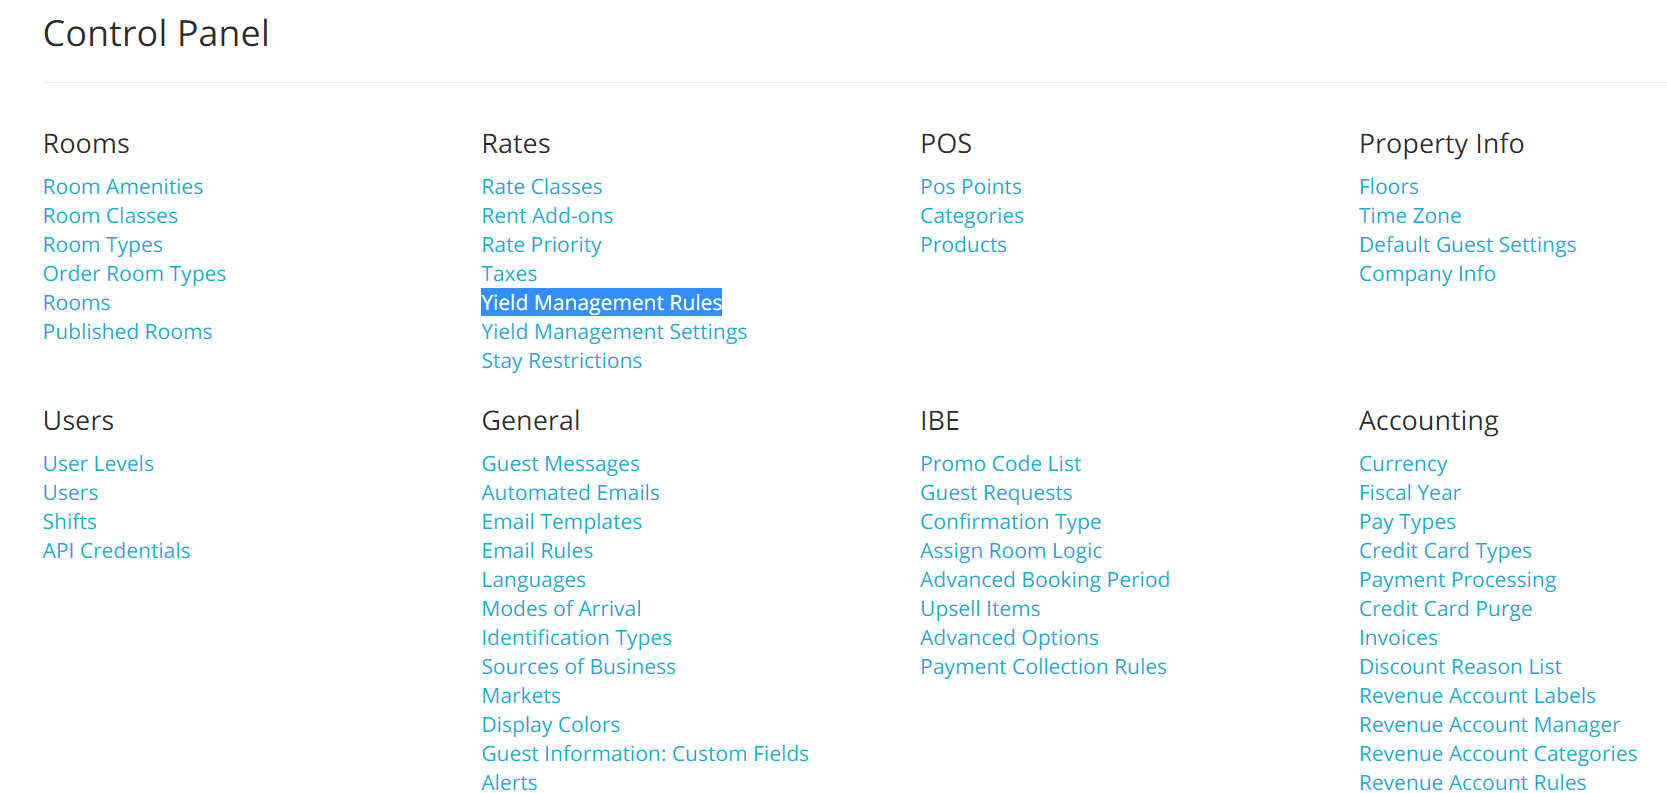 Control Panel
Rooms
Room Amenities
Room Classes
Room Types
Order Room Types
Rooms
Published Rooms
Rates
Rate Classes
Rent Add-ons
Rate Priority
Taxes
Yield Management Rules
Yield Management Settings
Stay Restrictions
POS
Pos Points
Categories
Products
Property Info
Floors
Time Zone
Default Guest Settings
Company Info
Users
User Levels
Users
Shifts
API Credentials
General
Guest Messages
Automated Emails
Email Templates
Email Rules
Languages
Modes of Arrival
Identification Types
Sources of Business
Markets
Display Colors
Guest Information: Custom Fields
Alerts
IBE
Promo Code List
Guest Requests
Confirmation Type
Assign Room Logic
Advanced Booking Period
Upsell Items
Advanced Options
Payment Collection Rules
Accounting
Currency
Fiscal Year
Pay Types
Credit Card Types
Payment Processing
Credit Card Purge
Invoices
Discount Reason List
Revenue Account Labels
Revenue Account Manager
Revenue Account Categories
Revenue Account Rules